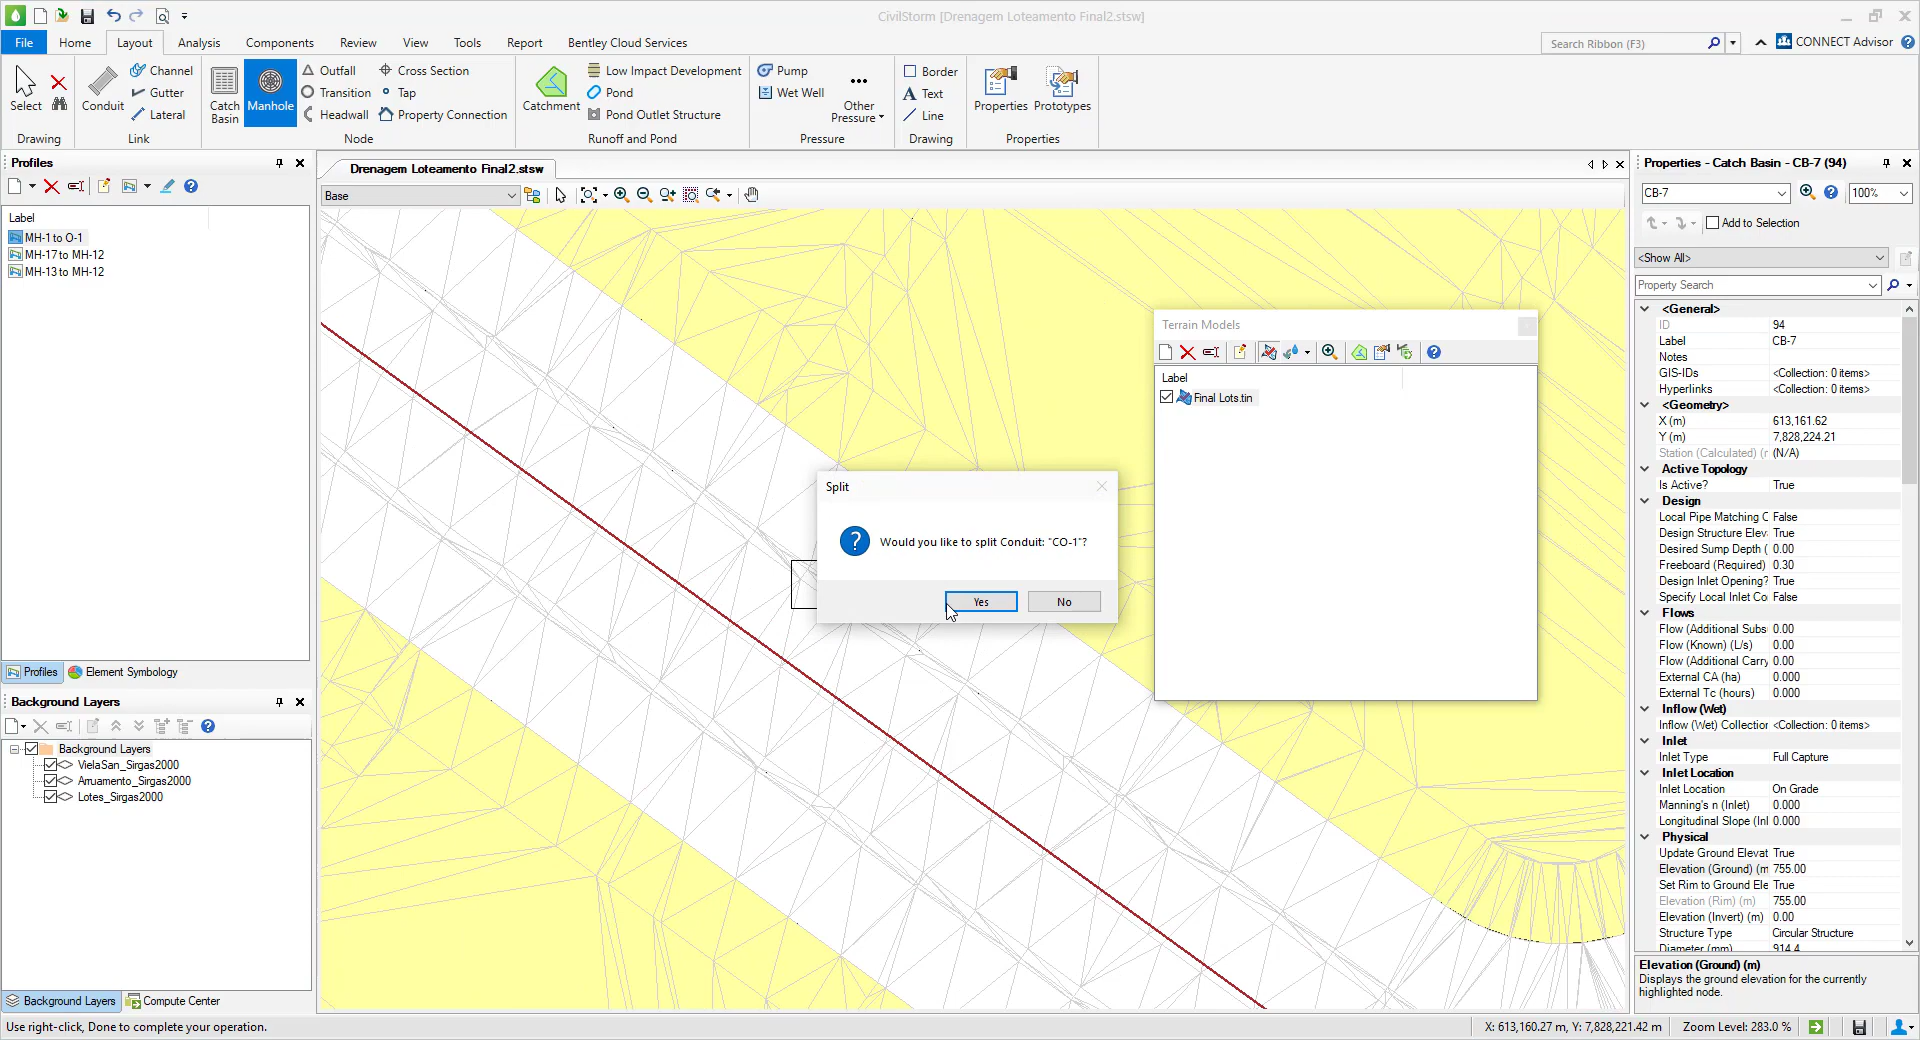 CivilStorm [Drenagem Loteamento Final2.stsw]
File
Home
Layout
Analysis
Components
Review
View
Tools
Report
Bentley Cloud Services
Search Ribbon (F3)
CONNECT Advisor
Select
Drawing
Conduit
Channel
Gutter
Lateral
Link
Catch Basin
Manhole
Outfall
Transition
Headwall
Cross Section
Tap
Property Connection
Node
Catchment
Low Impact Development
Pond
Pond Outlet Structure
Runoff and Pond
Pump
Wet Well
Other Pressure
Pressure
Border
Text
Line
Drawing
Properties
Prototypes
Properties
Profiles
Label
MH-1 to O-1
MH-17 to MH-12
MH-13 to MH-12
Profiles
Element Symbology
Background Layers
Background Layers
VielaSan_Sirgas2000
Arruamento_Sirgas2000
Lotes_Sirgas2000
Background Layers
Compute Center
Drenagem Loteamento Final2.stsw
Base
Terrain Models
Label
Final Lots.tin
Split
Would you like to split Conduit: "CO-1"?
Yes
No
Properties - Catch Basin - CB-7 (94)
CB-7
100%
Add to Selection
<Show All>
Property Search
<General>
ID 94
Label CB-7
Notes
GIS-IDs <Collection: 0 items>
Hyperlinks <Collection: 0 items>
<Geometry>
X (m) 613,161.62
Y (m) 7,828,224.21
Station (Calculated) (r (N/A)
Active Topology
Is Active? True
Design
Local Pipe Matching C False
Design Structure Elev True
Desired Sump Depth ( 0.00
Freeboard (Required) 0.30
Design Inlet Opening? True
Specify Local Inlet Co False
Flows
Flow (Additional Subs 0.00
Flow (Known) (L/s) 0.00
Flow (Additional Carry 0.00
External CA (ha) 0.000
External Tc (hours) 0.000
Inflow (Wet)
Inflow (Wet) Collection <Collection: 0 items>
Inlet
Inlet Type Full Capture
Inlet Location
Inlet Location On Grade
Manning's n (Inlet) 0.000
Longitudinal Slope (Inl 0.000
Physical
Update Ground Elevat True
Elevation (Ground) (m 755.00
Set Rim to Ground Ele True
Elevation (Rim) (m) 755.00
Elevation (Invert) (m) 0.00
Structure Type Circular Structure
Diameter (mm) 914.4
Elevation (Ground) (m)
Displays the ground elevation for the currently
highlighted node.
Use right-click, Done to complete your operation.
X: 613,160.27 m, Y: 7,828,221.42 m
Zoom Level: 283.0 %